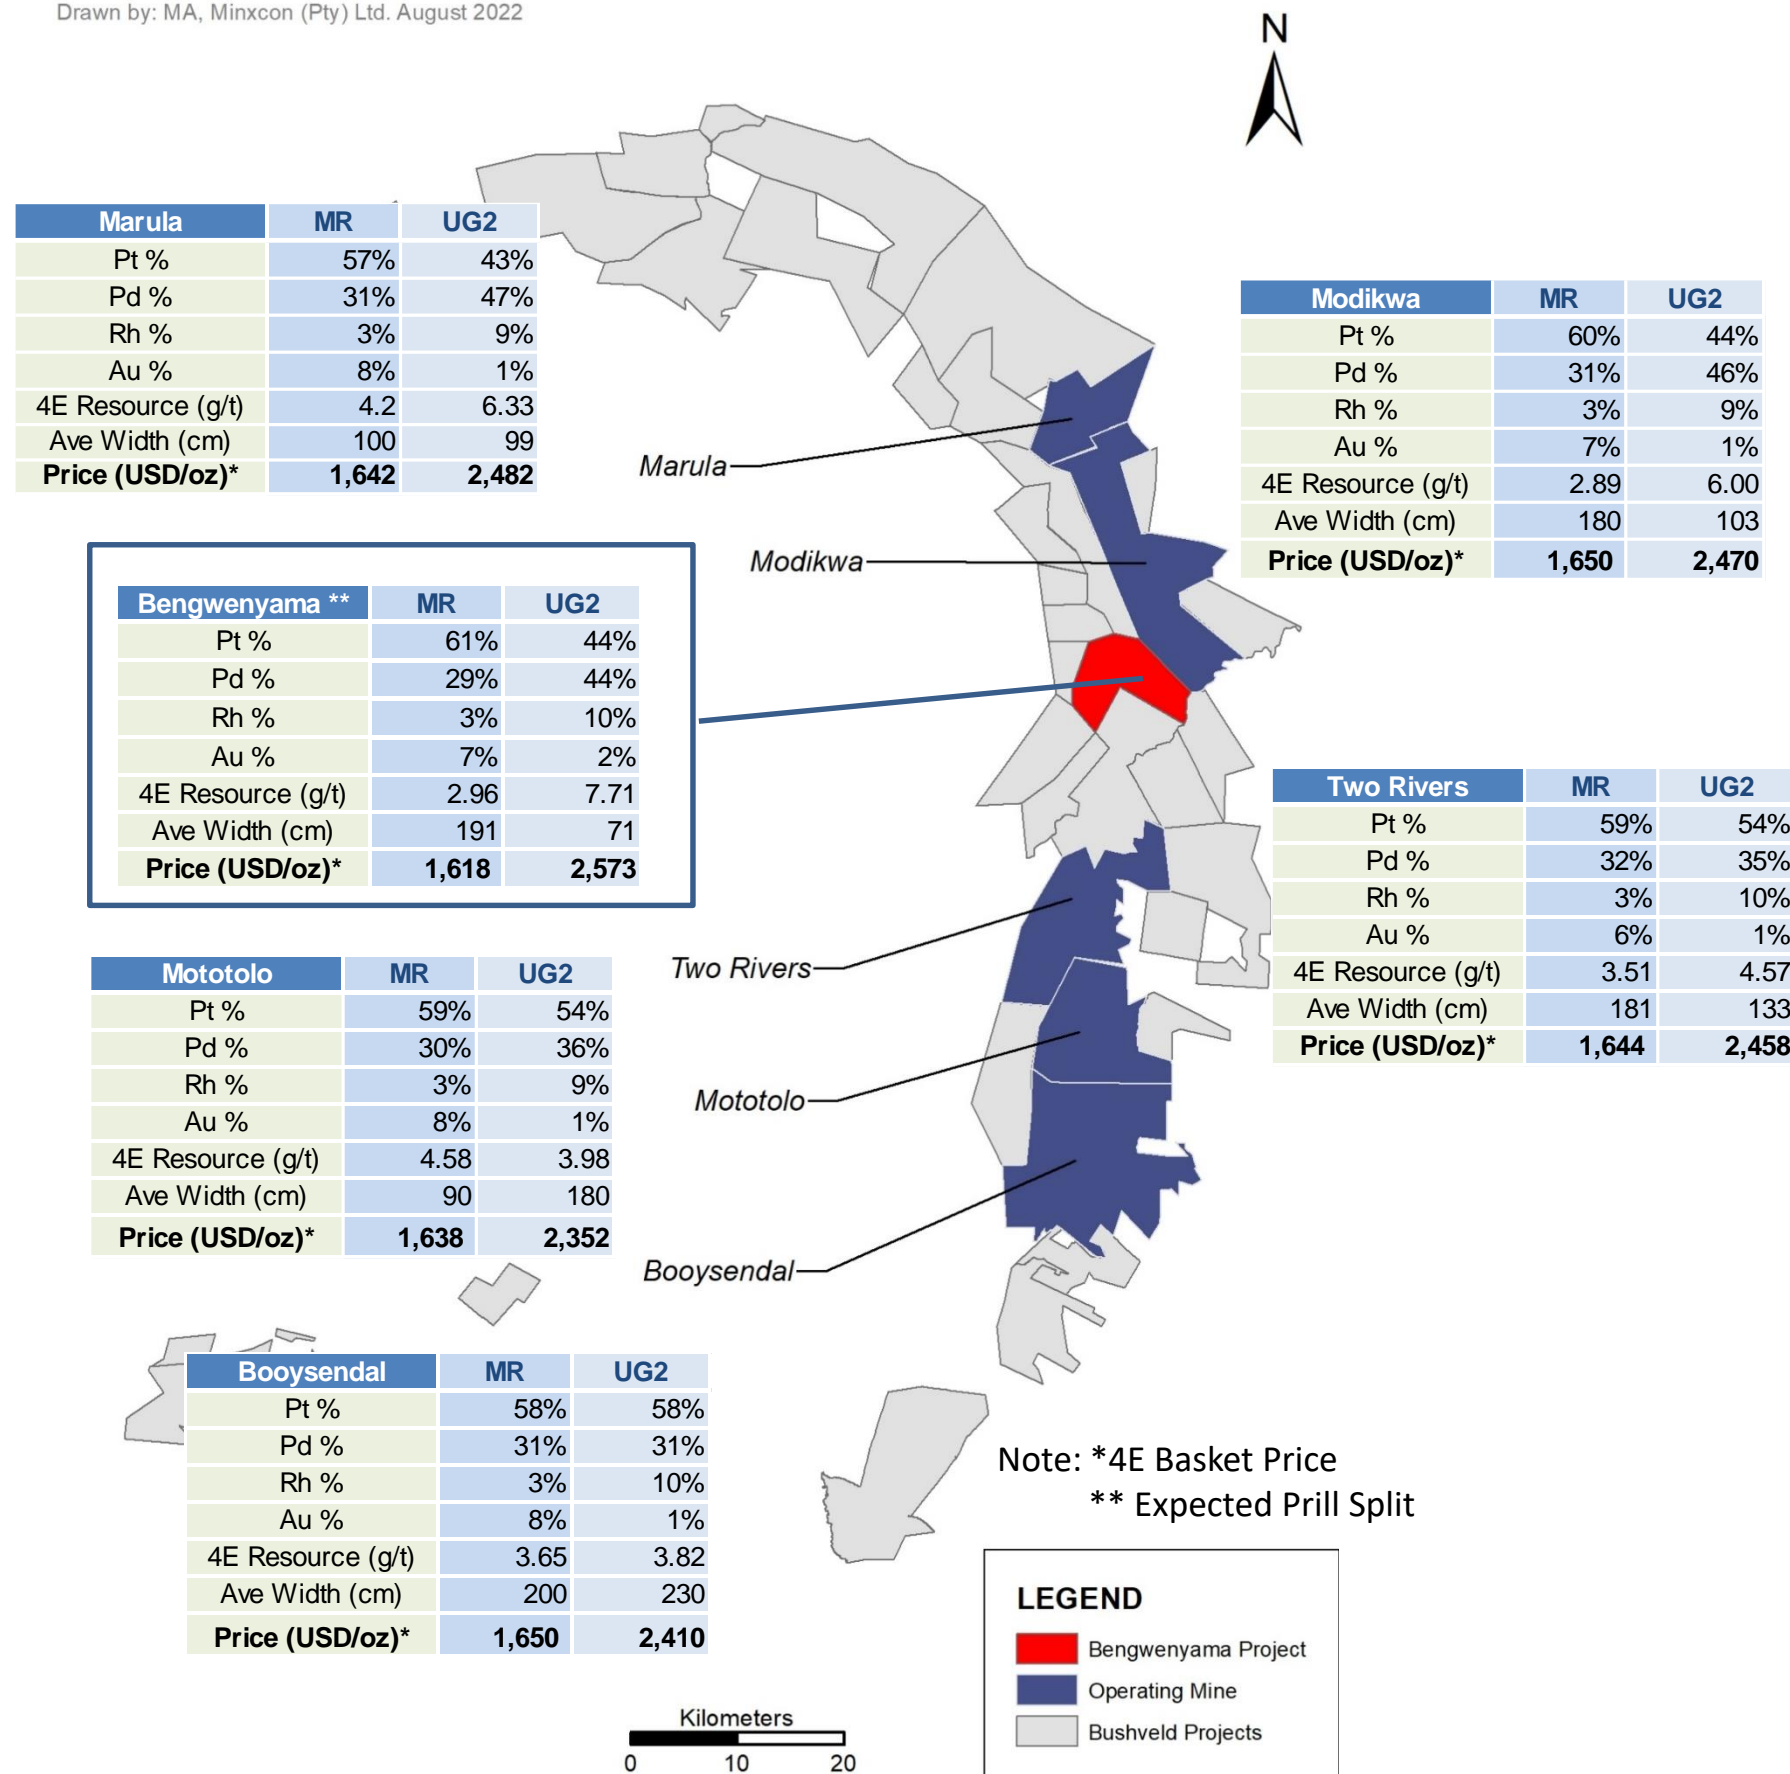 Drawn by: MA, Minxcon (Pty) Ltd. August 2022
N
Marula MR UG2
Pt % 57% 43%
Pd % 31% 47%
Rh % 3% 9%
Au % 8% 1%
4E Resource (g/t) 4.2 6.33
Ave Width (cm) 100 99
Price (USD/oz)* 1,642 2,482
Modikwa MR UG2
Pt % 60% 44%
Pd % 31% 46%
Rh % 3% 9%
Au % 7% 1%
4E Resource (g/t) 2.89 6.00
Ave Width (cm) 180 103
Price (USD/oz)* 1,650 2,470
Marula
Modikwa
Bengwenyama ** MR UG2
Pt % 61% 44%
Pd % 29% 44%
Rh % 3% 10%
Au % 7% 2%
4E Resource (g/t) 2.96 7.71
Ave Width (cm) 191 71
Price (USD/oz)* 1,618 2,573
Two Rivers MR UG2
Pt % 59% 54%
Pd % 32% 35%
Rh % 3% 10%
Au % 6% 1%
4E Resource (g/t) 3.51 4.57
Ave Width (cm) 181 133
Price (USD/oz)* 1,644 2,458
Two Rivers
Mototolo
Booysendal
Mototolo MR UG2
Pt % 59% 54%
Pd % 30% 36%
Rh % 3% 9%
Au % 8% 1%
4E Resource (g/t) 4.58 3.98
Ave Width (cm) 90 180
Price (USD/oz)* 1,638 2,352
Booysendal MR UG2
Pt % 58% 58%
Pd % 31% 31%
Rh % 3% 10%
Au % 8% 1%
4E Resource (g/t) 3.65 3.82
Ave Width (cm) 200 230
Price (USD/oz)* 1,650 2,410
Note: *4E Basket Price
** Expected Prill Split
LEGEND
Bengwenyama Project
Operating Mine
Bushveld Projects
Kilometers
0 10 20